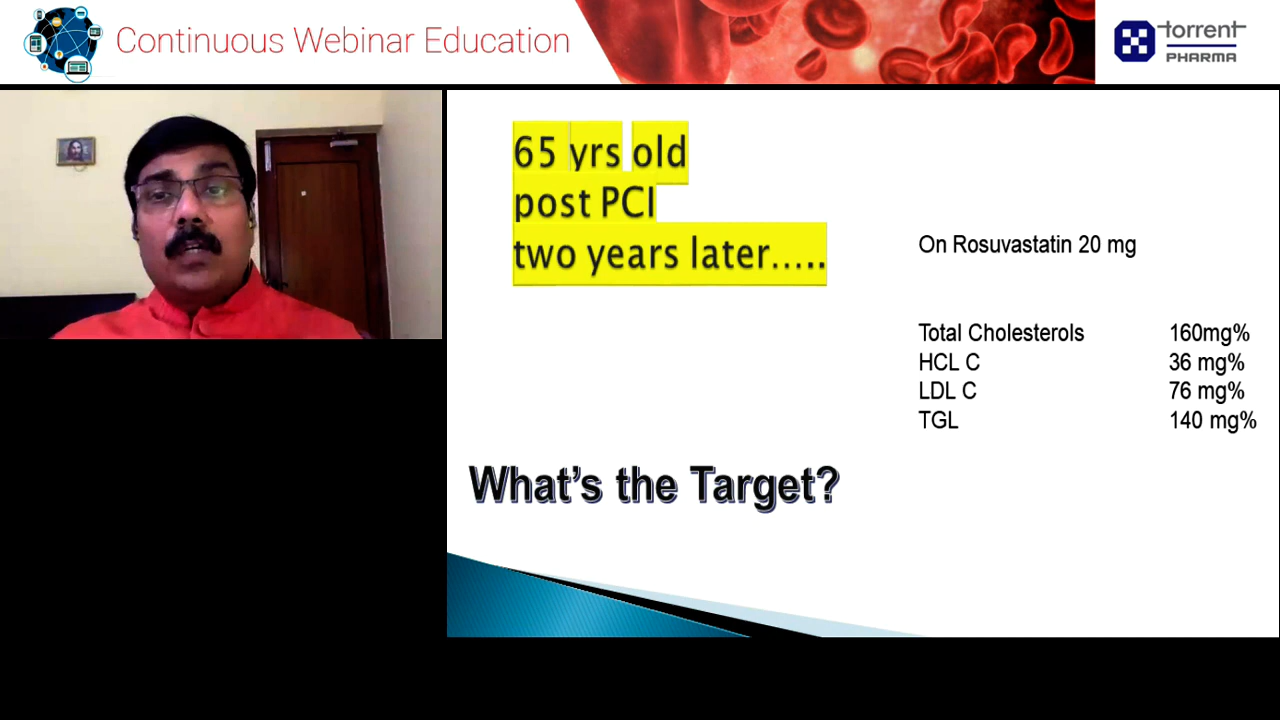 Continuous Webinar Education
torrent
PHARMA
65 yrs old
post PCI
two years later.....
On Rosuvastatin 20 mg
Total Cholesterols 160mg%
HCL C 36 mg%
LDL C 76 mg%
TGL 140 mg%
What's the Target?